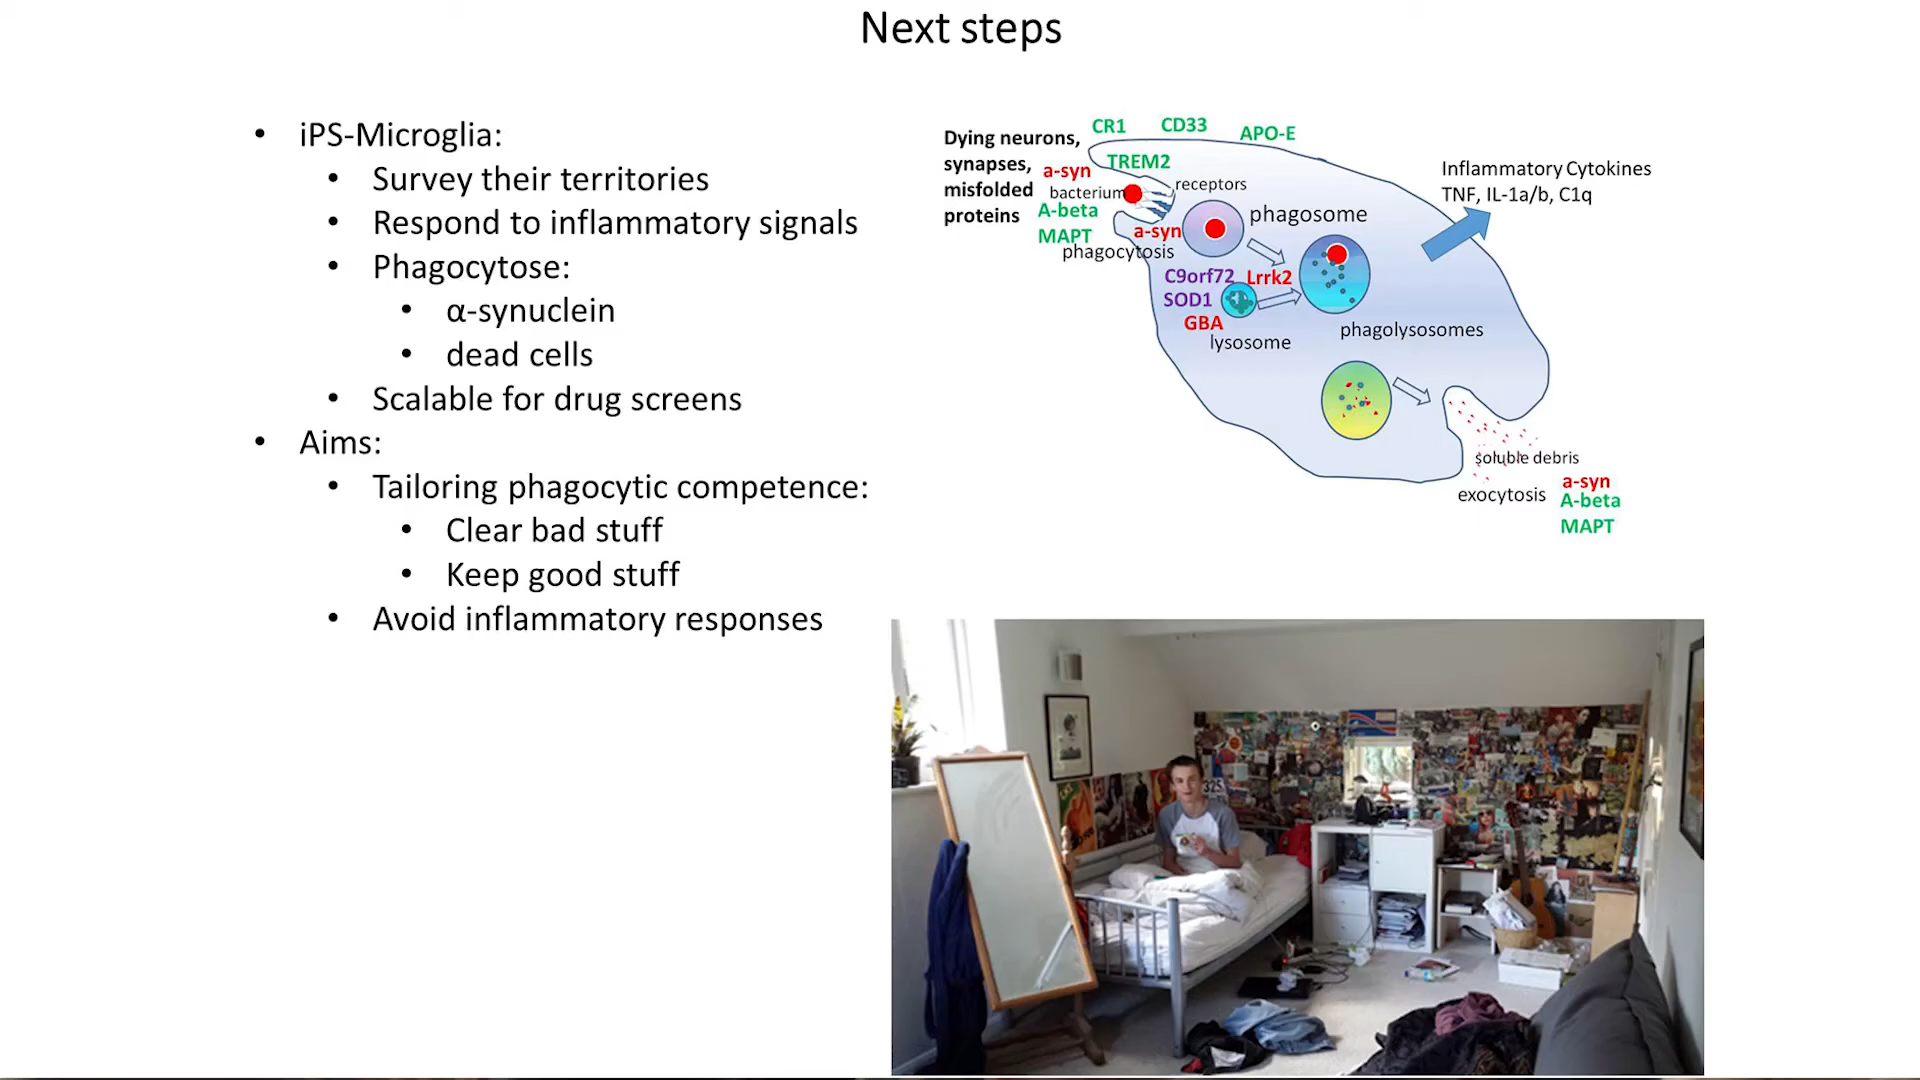 Next steps
iPS-Microglia:
Survey their territories
Respond to inflammatory signals
Phagocytose:
α-synuclein
dead cells
Scalable for drug screens
Aims:
Tailoring phagocytic competence:
Clear bad stuff
Keep good stuff
Avoid inflammatory responses
CR1
CD33
APO-E
Dying neurons,
synapses,
misfolded
proteins
TREM2
a-syn
bacterium
receptors
A-beta
MAPT
a-syn
phagocytosis
phagosome
Inflammatory Cytokines
TNF, IL-1a/b, C1q
C9orf72
Lrrk2
SOD1
GBA
lysosome
phagolysosomes
soluble debris
exocytosis
a-syn
A-beta
MAPT